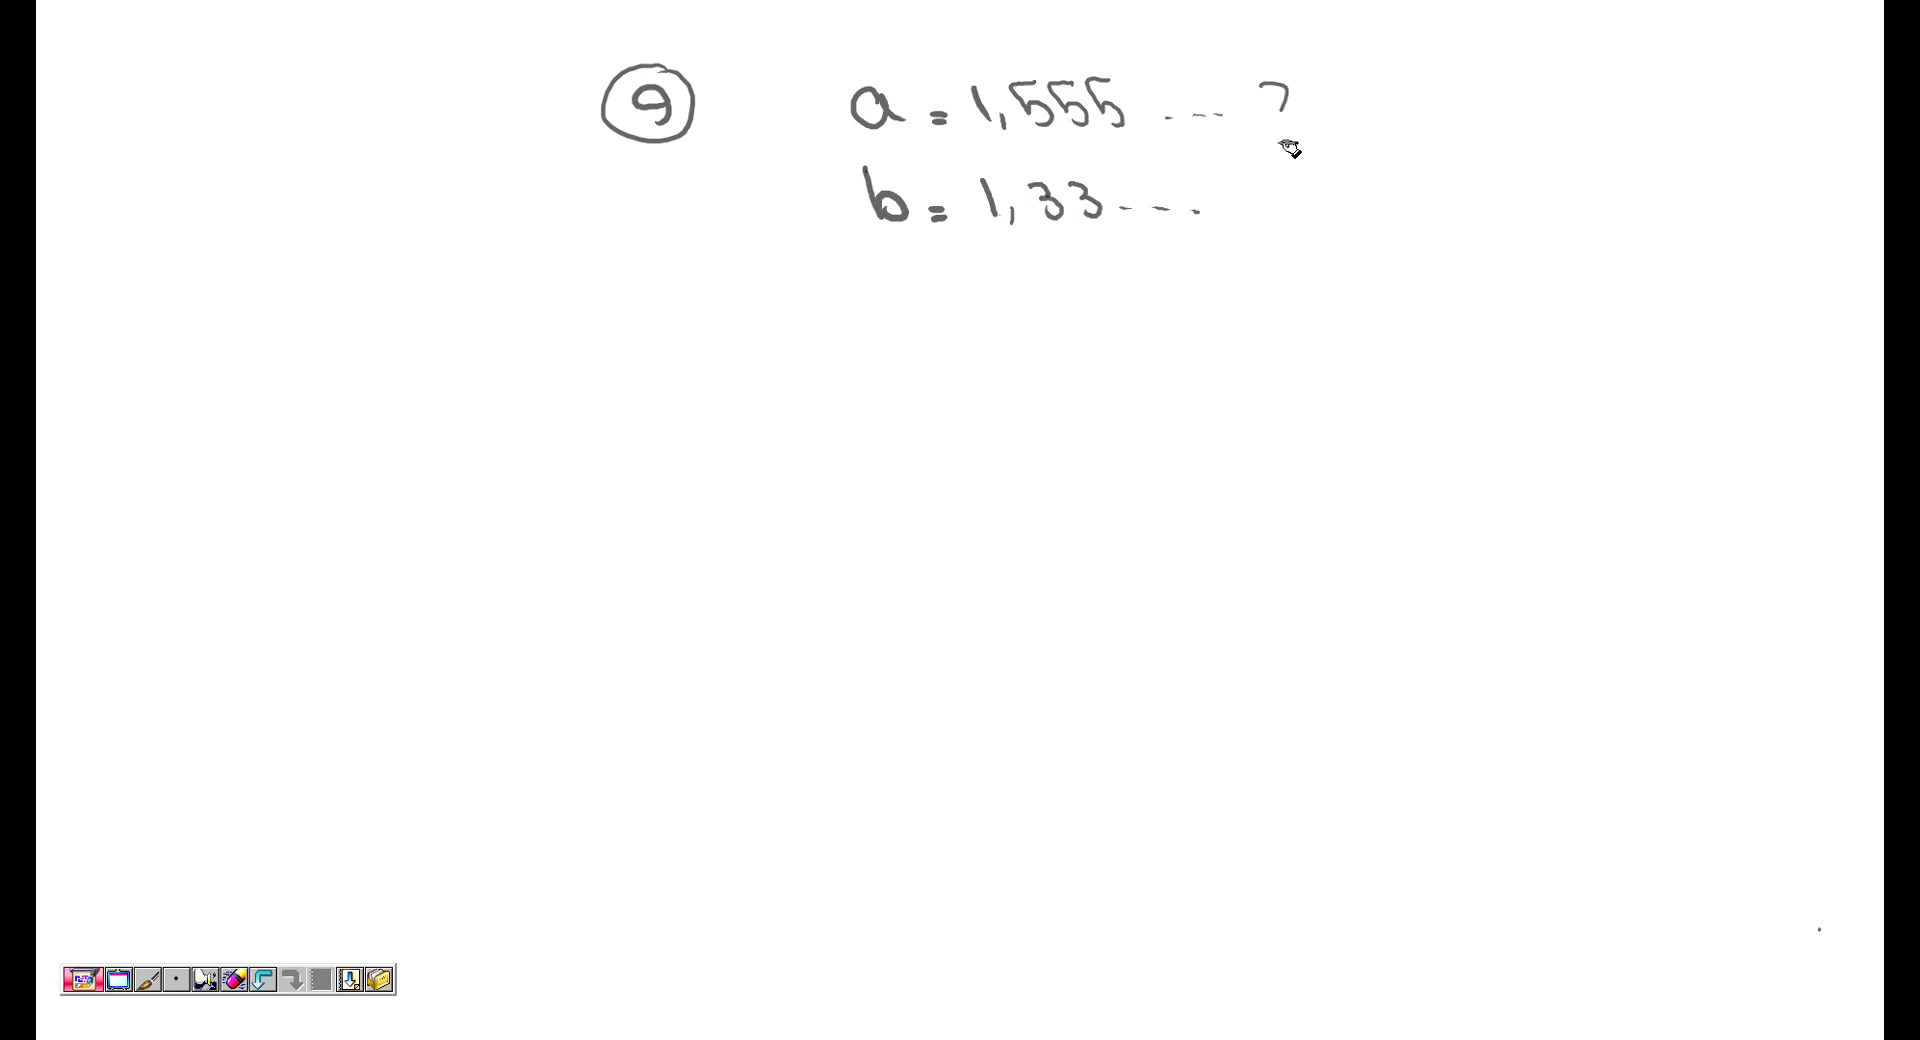 9 a = 1,555 ... ?
b = 1,33 ...